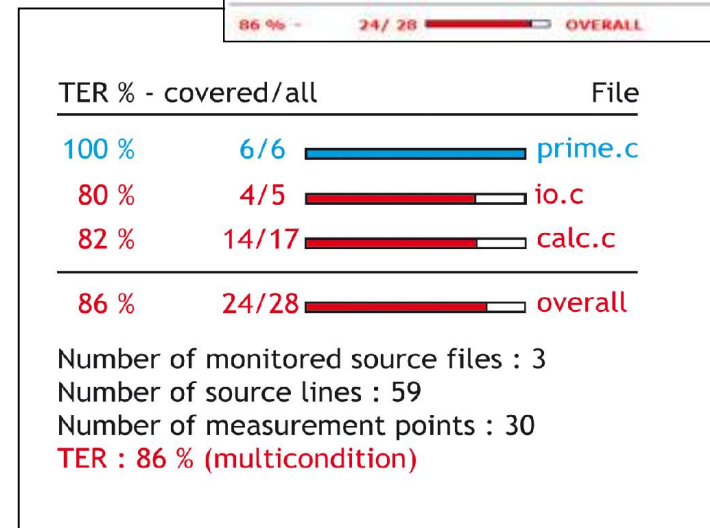 86 % - 24/ 28 OVERALL
TER % - covered/all File
100 % 6/6 prime.c
80 % 4/5 io.c
82 % 14/17 calc.c
86 % 24/28 overall
Number of monitored source files : 3
Number of source lines : 59
Number of measurement points : 30
TER : 86 % (multicondition)